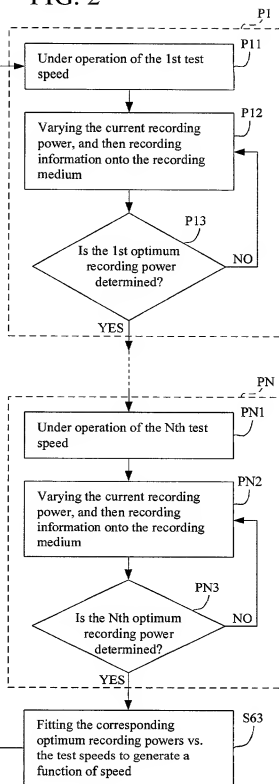 FIG. 2
P1
Under operation of the 1st test
speed
P11
Varying the current recording
power, and then recording
information onto the recording
medium
P12
Is the 1st optimum
recording power
determined?
P13
NO
YES
PN
Under operation of the Nth test
speed
PN1
Varying the current recording
power, and then recording
information onto the recording
medium
PN2
Is the Nth optimum
recording power
determined?
PN3
NO
YES
Fitting the corresponding
optimum recording powers vs.
the test speeds to generate a
function of speed
S63